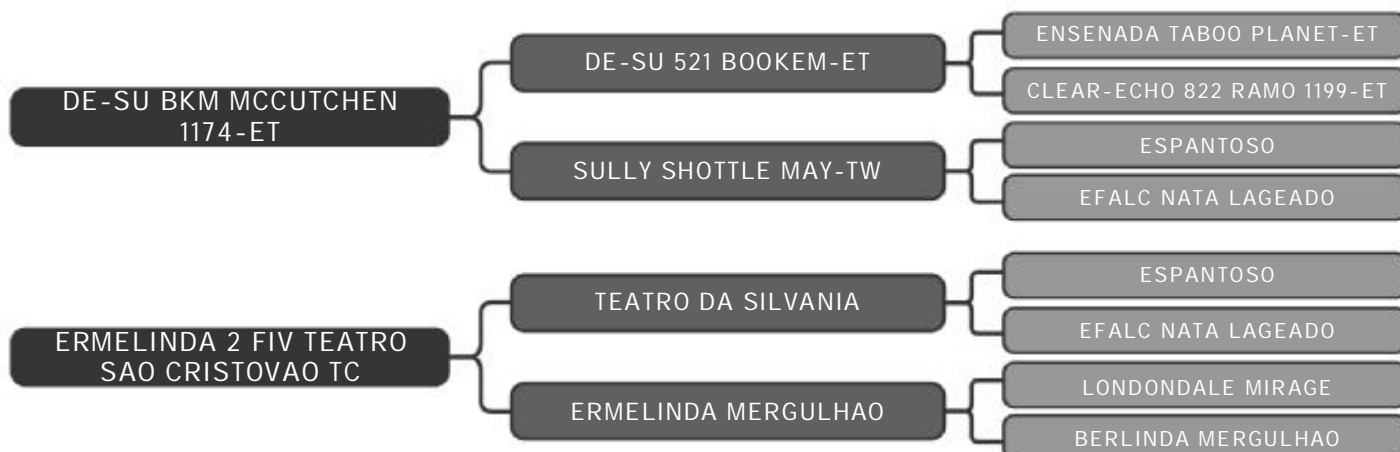 ENSENADA TABOO PLANET-ET
DE-SU 521 BOOKEM-ET
CLEAR-ECHO 822 RAMO 1199-ET
DE-SU BKM MCCUTCHEN
1174-ET
ESPANTOSO
SULLY SHOTTLE MAY-TW
EFALC NATA LAGEADO
ESPANTOSO
TEATRO DA SILVANIA
EFALC NATA LAGEADO
ERMELINDA 2 FIV TEATRO
SAO CRISTOVAO TC
LONDONDALE MIRAGE
ERMELINDA MERGULHAO
BERLINDA MERGULHAO